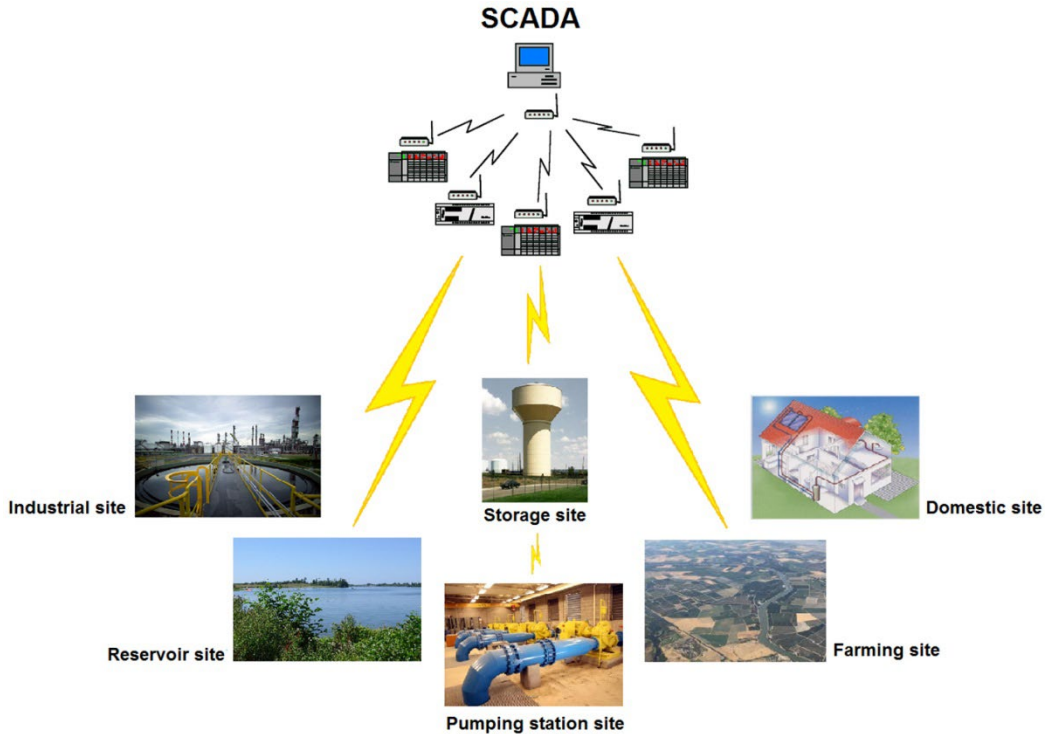 SCADA
Storage site
Industrial site
Domestic site
Reservoir site
Farming site
Pumping station site